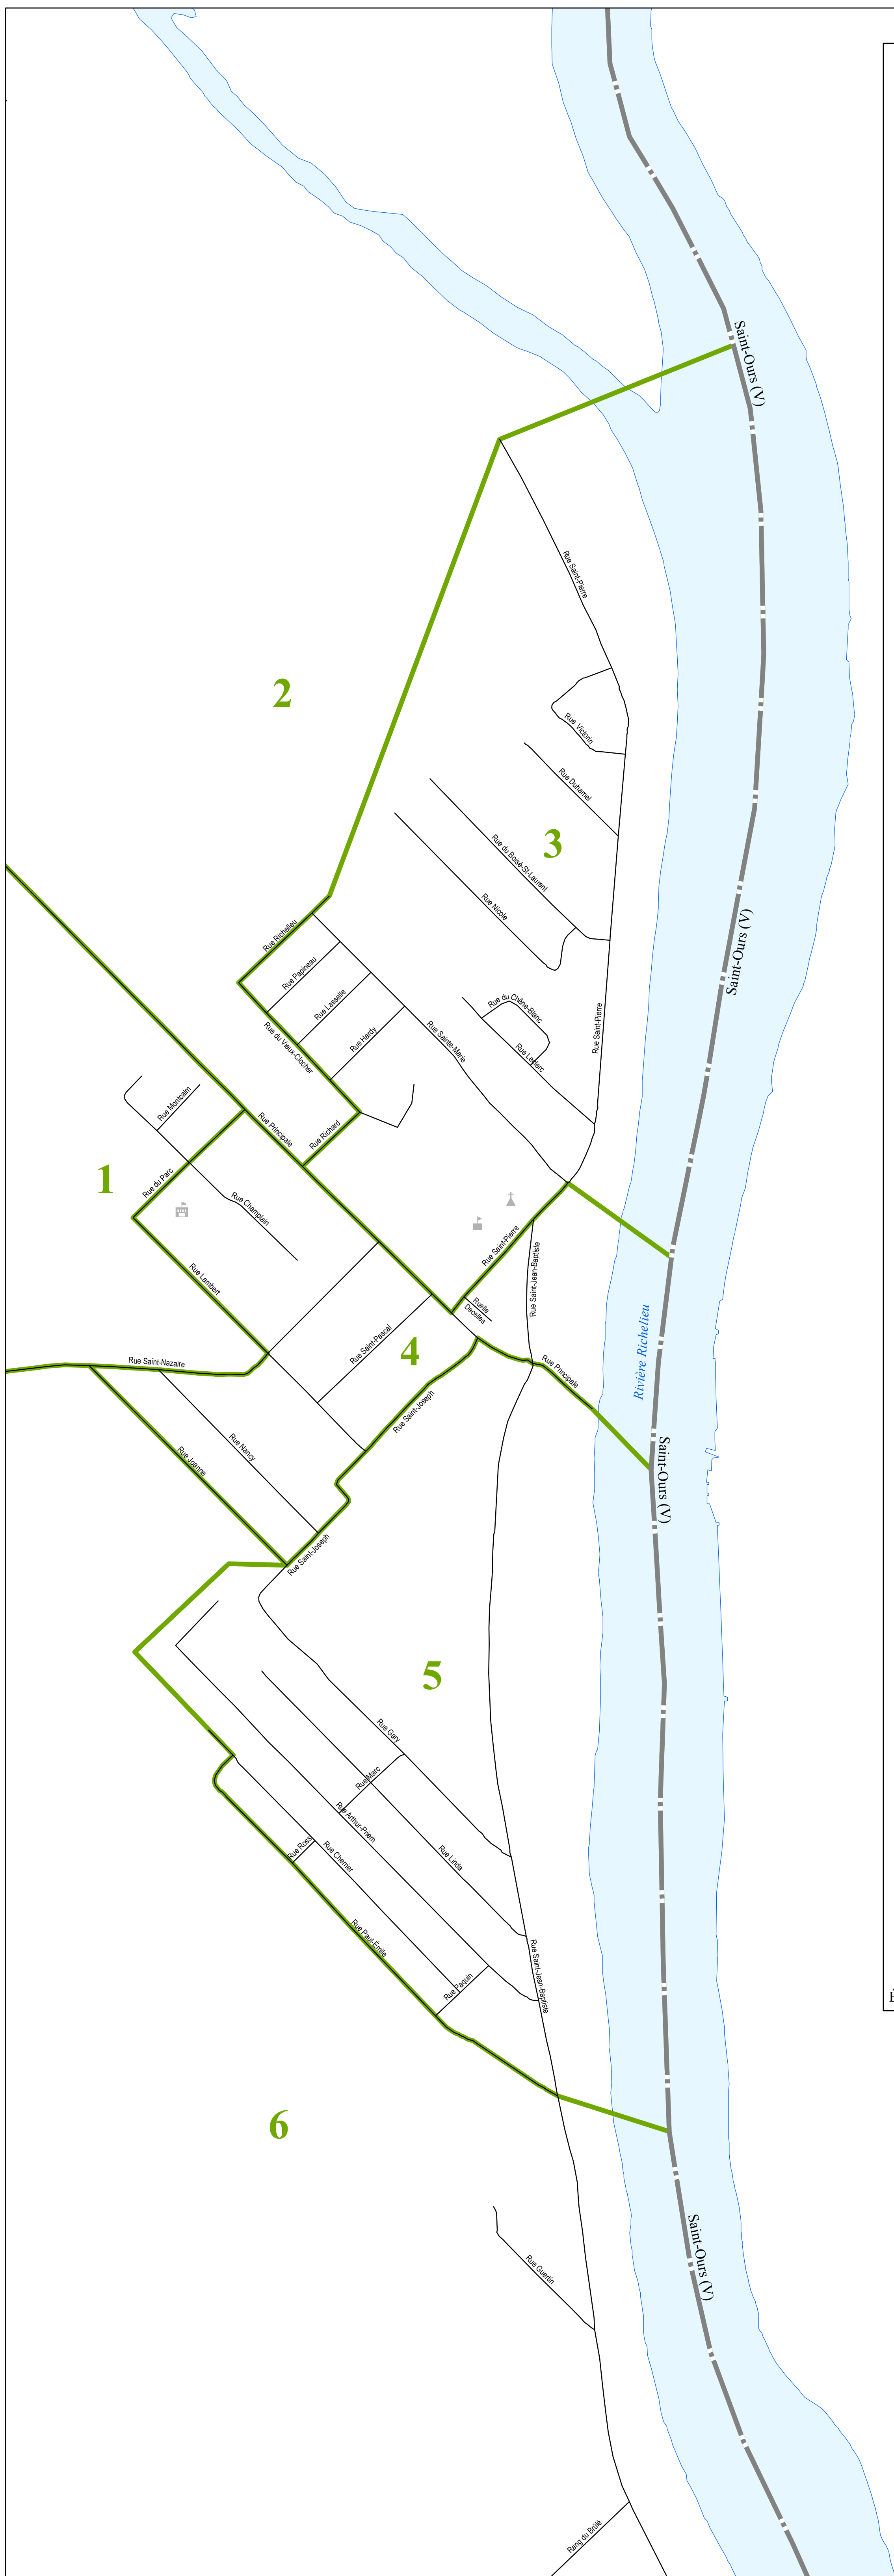 Saint-Ours (V)
Rue Saint-Pierre
2
Rue Victorin
Rue Duhamel
3
Rue du Boisé-St-Laurent
Rue Nicole
Rue Richelieu
Rue Papineau
Rue Lasselle
Rue du Vieux-Clocher
Rue Hardy
Rue Sainte-Marie
Rue du Chêne-Blanc
Rue Leclerc
Rue Saint-Pierre
Saint-Ours (V)
Rue Montcalm
Rue Principale
Rue Richard
1
Rue du Parc
Rue Champlain
Rue Saint-Pierre
Rue Saint-Jean-Baptiste
Rue Lambert
Ruelle
Decelles
Rue Saint-Pascal
4
Rue Saint-Nazaire
Rue Principale
Rivière Richelieu
Rue Saint-Joseph
Rue Nancy
Rue Joanne
Saint-Ours (V)
Rue Saint-Joseph
5
Rue Gary
Rue Marc
Rue Arthur-Priem
Rue Rossi
Rue Cherrier
Rue Linda
Rue Paul-Émile
Rue Paquin
Rue Saint-Jean-Baptiste
É
6
Rue Guertin
Saint-Ours (V)
Rang du Brûlé